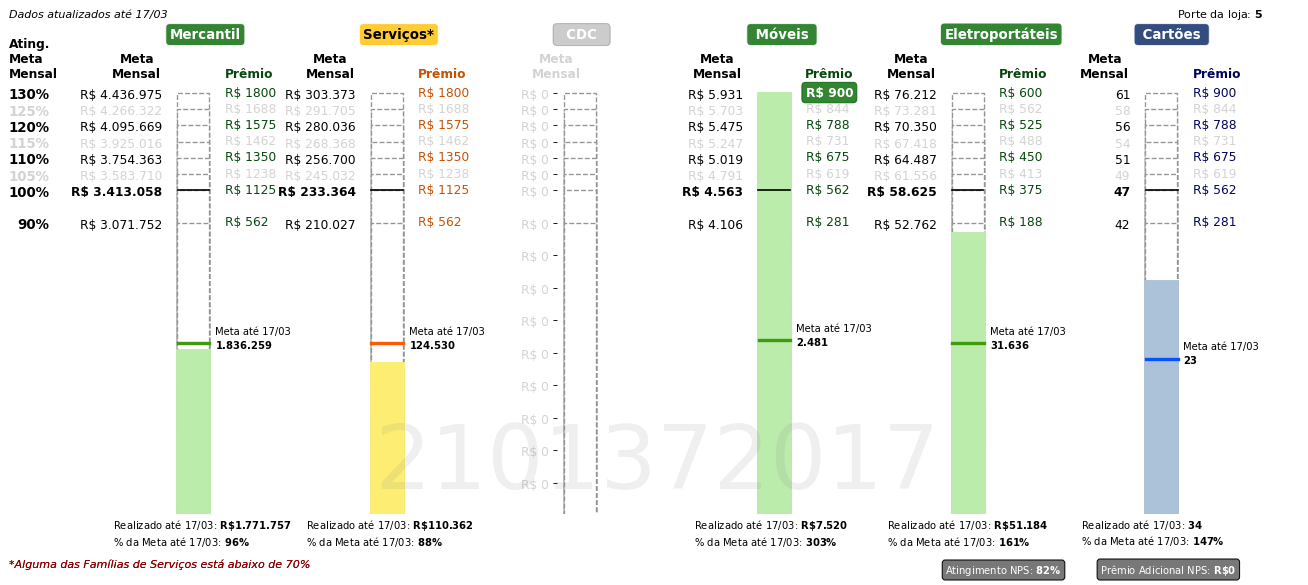 Dados atualizados até 17/03
Porte da loja: 5
Mercantil Serviços* CDC Móveis Eletroportáteis Cartões
Ating. Meta Mensal
Meta Mensal Prêmio Meta Mensal Prêmio Meta Mensal Meta Mensal Prêmio Meta Mensal Prêmio Meta Mensal Prêmio
130% R$ 4.436.975 R$ 1800 R$ 303.373 R$ 1800 R$ 0 R$ 5.931 R$ 900 R$ 76.212 R$ 600 61 R$ 900
125% R$ 4.266.322 R$ 1688 R$ 291.705 R$ 1688 R$ 0 R$ 5.703 R$ 844 R$ 73.281 R$ 562 58 R$ 844
120% R$ 4.095.669 R$ 1575 R$ 280.036 R$ 1575 R$ 0 R$ 5.475 R$ 788 R$ 70.350 R$ 525 56 R$ 788
115% R$ 3.925.016 R$ 1462 R$ 268.368 R$ 1462 R$ 0 R$ 5.247 R$ 731 R$ 67.418 R$ 488 54 R$ 731
110% R$ 3.754.363 R$ 1350 R$ 256.700 R$ 1350 R$ 0 R$ 5.019 R$ 675 R$ 64.487 R$ 450 51 R$ 675
105% R$ 3.583.710 R$ 1238 R$ 245.032 R$ 1238 R$ 0 R$ 4.791 R$ 619 R$ 61.556 R$ 413 49 R$ 619
100% R$ 3.413.058 R$ 1125 R$ 233.364 R$ 1125 R$ 0 R$ 4.563 R$ 562 R$ 58.625 R$ 375 47 R$ 562
90% R$ 3.071.752 R$ 562 R$ 210.027 R$ 562 R$ 0 R$ 4.106 R$ 281 R$ 52.762 R$ 188 42 R$ 281
R$ 0
R$ 0
R$ 0
R$ 0
R$ 0
R$ 0
R$ 0
R$ 0
Meta até 17/03 Meta até 17/03 Meta até 17/03 Meta até 17/03 Meta até 17/03
1.836.259 124.530 2.481 31.636 23
2101372017
Realizado até 17/03: R$1.771.757 Realizado até 17/03: R$110.362 Realizado até 17/03: R$7.520 Realizado até 17/03: R$51.184 Realizado até 17/03: 34
% da Meta até 17/03: 96% % da Meta até 17/03: 88% % da Meta até 17/03: 303% % da Meta até 17/03: 161% % da Meta até 17/03: 147%
*Alguma das Famílias de Serviços está abaixo de 70%
Atingimento NPS: 82% Prêmio Adicional NPS: R$0